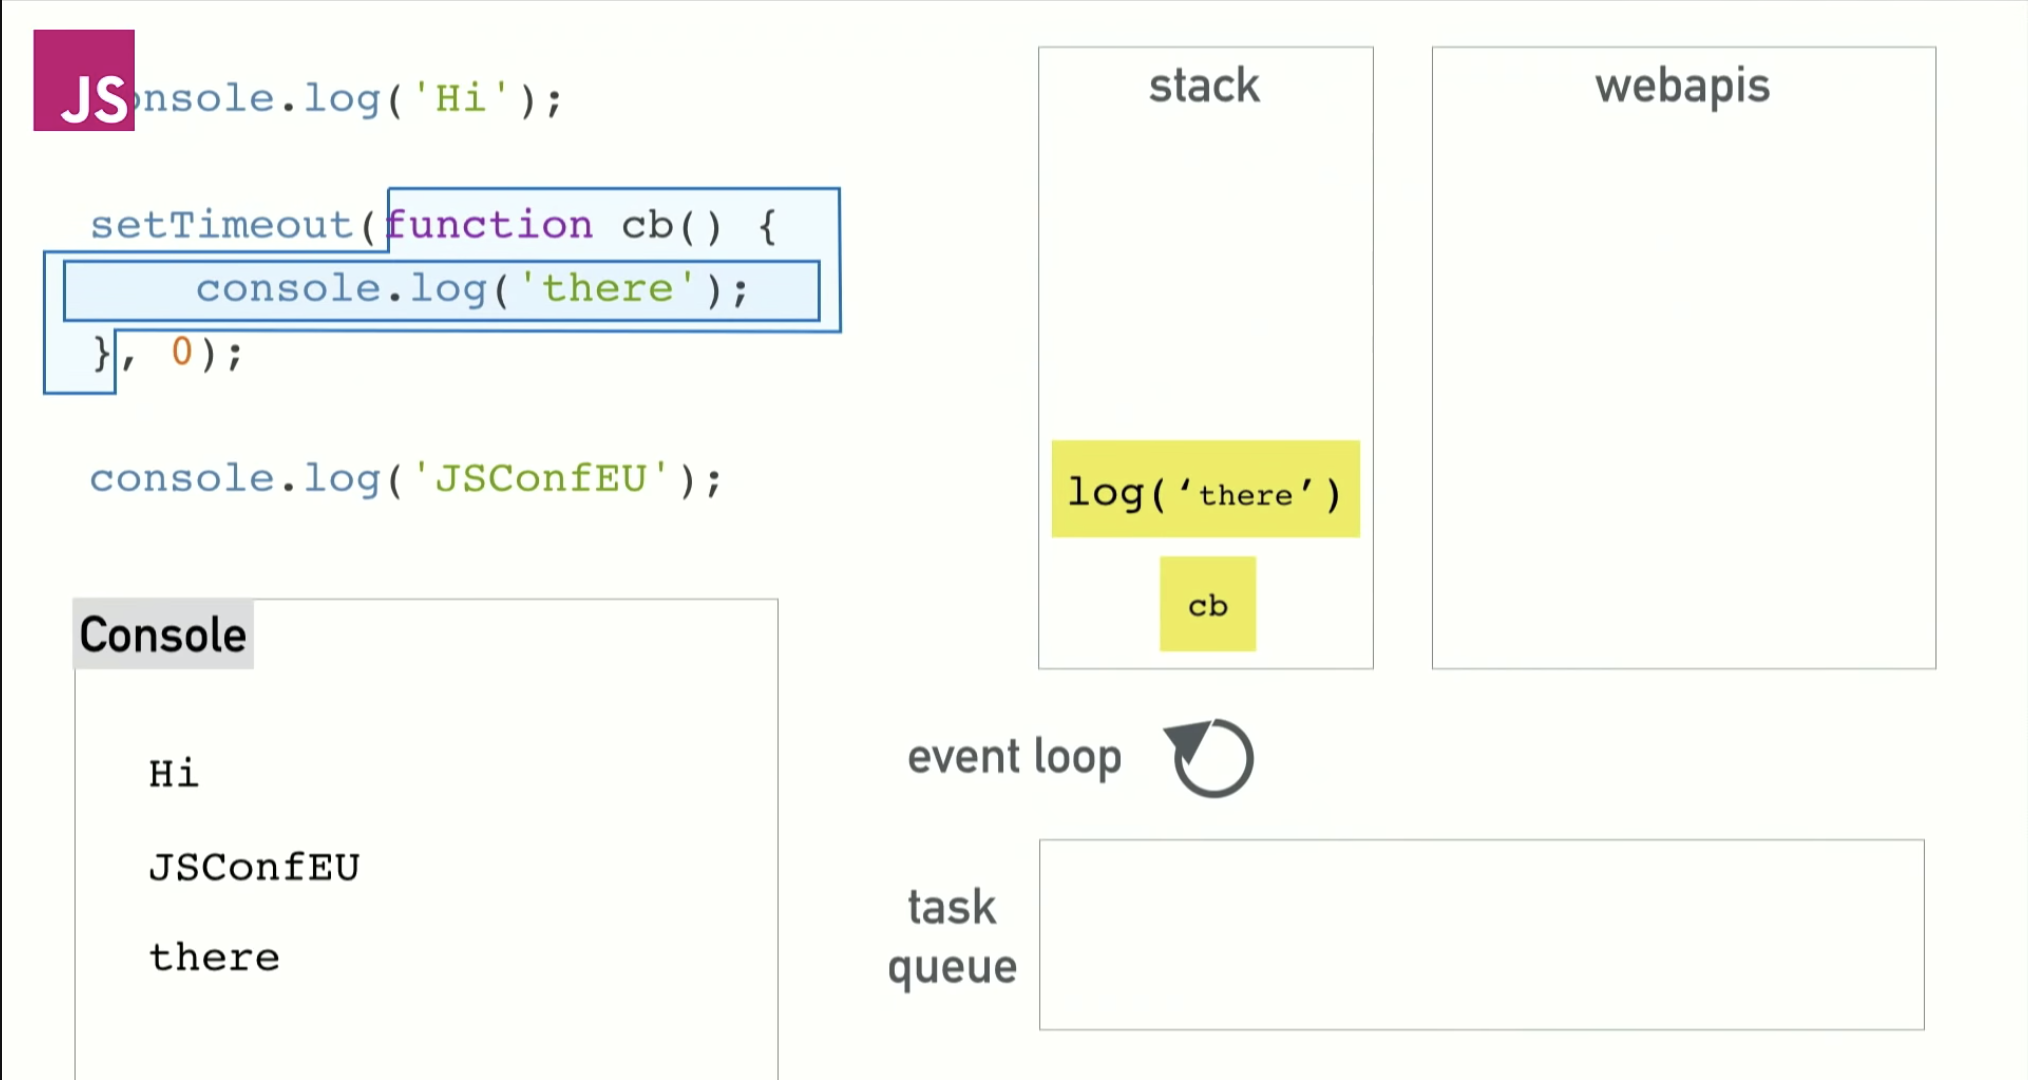 JS
onsole.log('Hi');
setTimeout(function cb() {
console.log('there');
}, 0);
console.log('JSConfEU');
Console
Hi
JSConfEU
there
stack
log(‘there’)
cb
webapis
event loop
task
queue